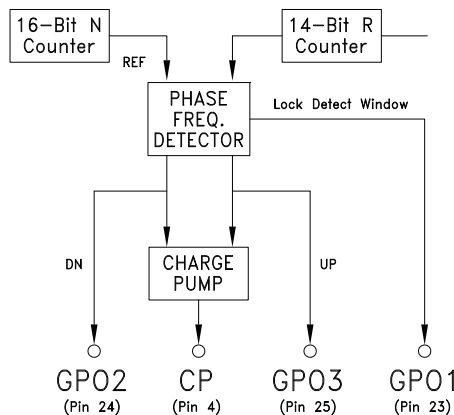 16-Bit N
Counter
14-Bit R
Counter
REF
PHASE
FREQ.
DETECTOR
Lock Detect Window
DN
CHARGE
PUMP
UP
GPO2
(Pin 24)
CP
(Pin 4)
GPO3
(Pin 25)
GPO1
(Pin 23)